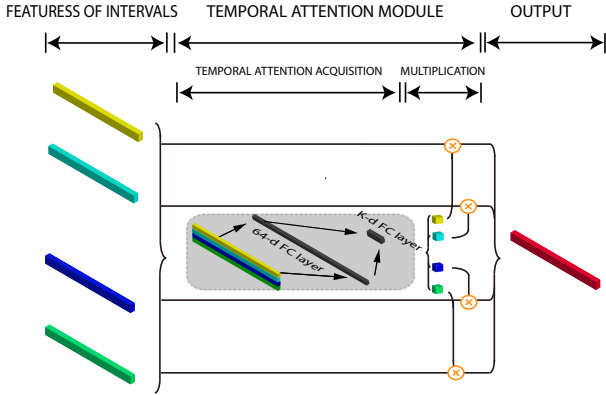 FEATURESS OF INTERVALS
TEMPORAL ATTENTION MODULE
OUTPUT
TEMPORAL ATTENTION ACQUISITION
MULTIPLICATION
64-d FC layer
K-d FC layer